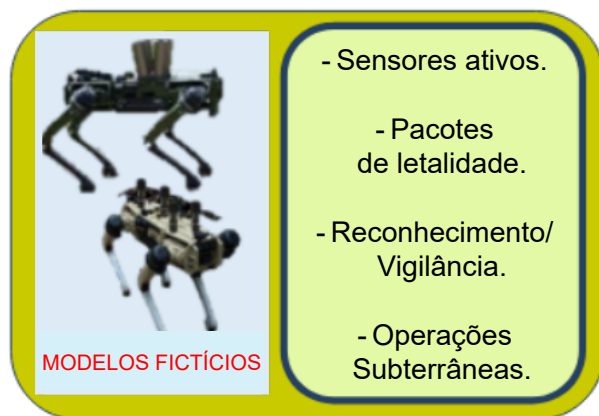 - Sensores ativos.
- Pacotes
de letalidade.
- Reconhecimento/
Vigilância.
- Operações
Subterrâneas.
MODELOS FICTÍCIOS